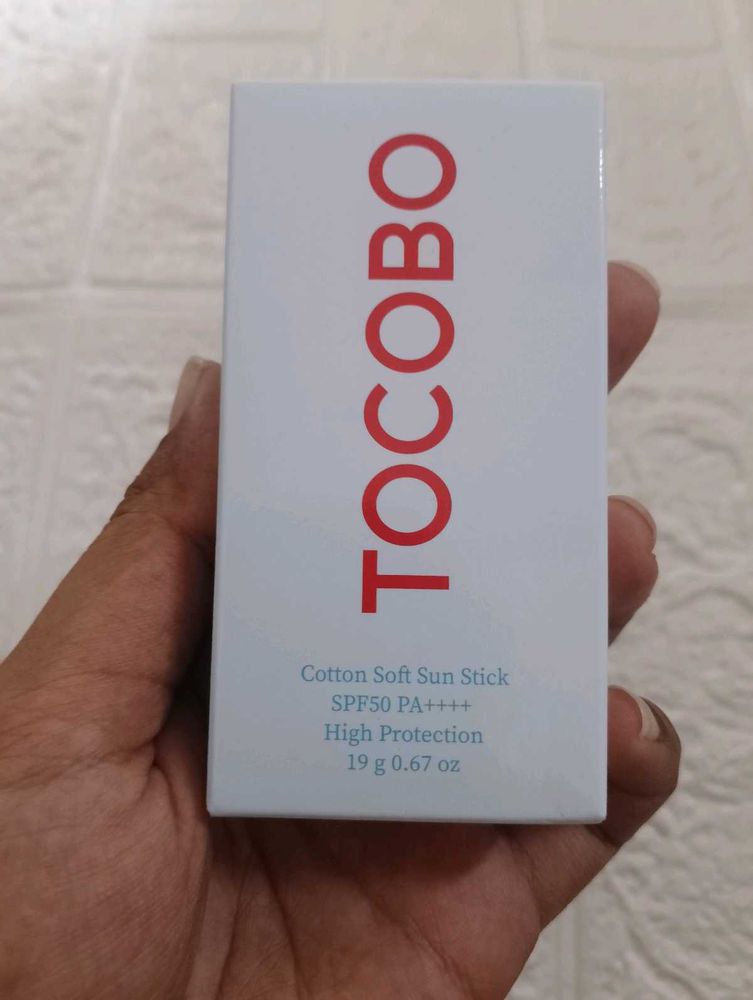 TOCOBO
Cotton Soft Sun Stick
SPF50 PA++++
High Protection
19 g 0.67 oz